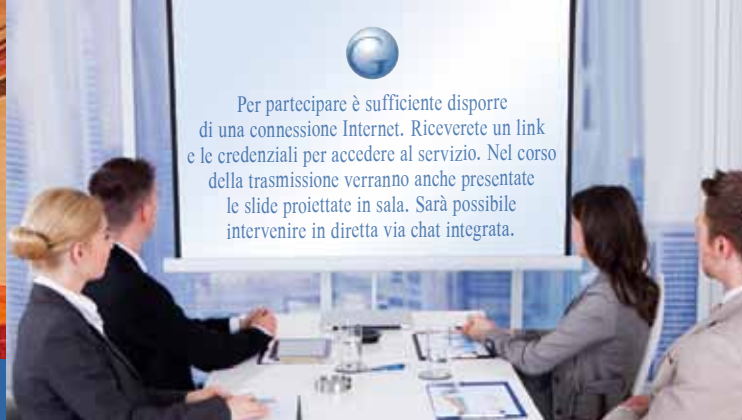 Per partecipare è sufficiente disporre
di una connessione Internet. Riceverete un link
e le credenziali per accedere al servizio. Nel corso
della trasmissione verranno anche presentate
le slide proiettate in sala. Sarà possibile
intervenire in diretta via chat integrata.